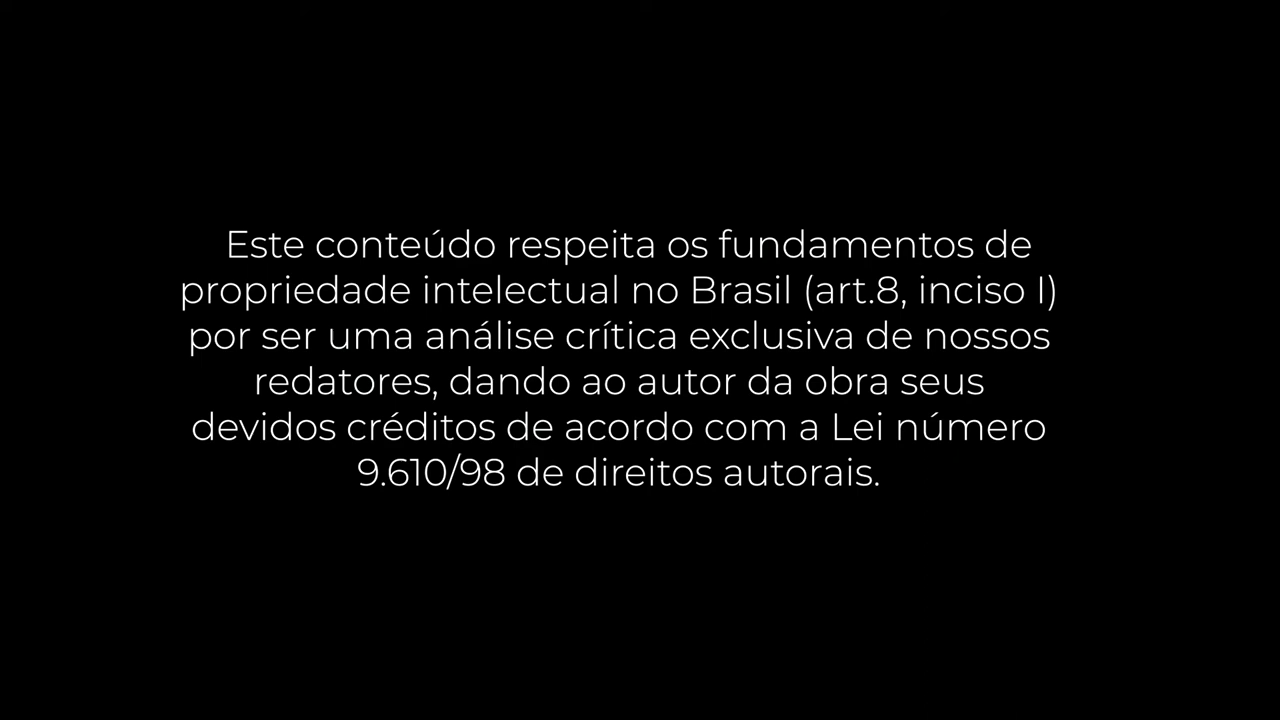 Este conteúdo respeita os fundamentos de
propriedade intelectual no Brasil (art.8, inciso I)
por ser uma análise crítica exclusiva de nossos
redatores, dando ao autor da obra seus
devidos créditos de acordo com a Lei número
9.610/98 de direitos autorais.